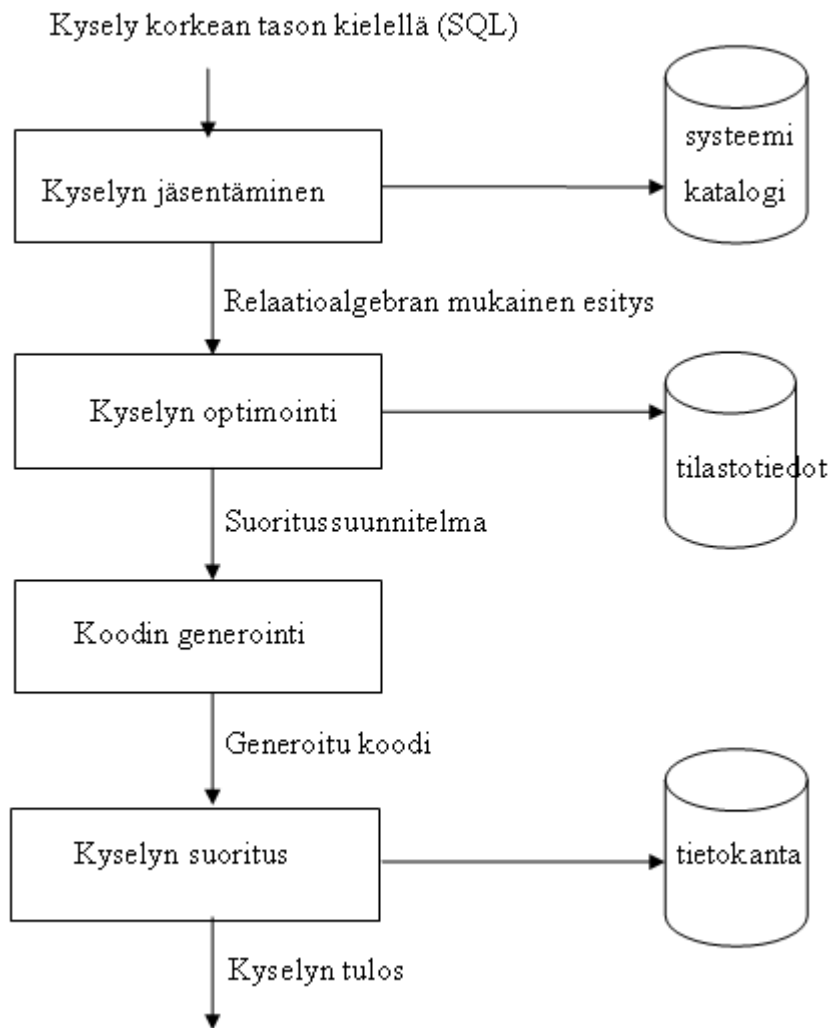 Kysely korkean tason kielellä (SQL)
systeemi
katalogi
Kyselyn jäsentäminen
Relaatioalgebran mukainen esitys
Kyselyn optimointi
tilastotiedot
Suoritussuunnitelma
Koodin generointi
Generoitu koodi
Kyselyn suoritus
tietokanta
Kyselyn tulos